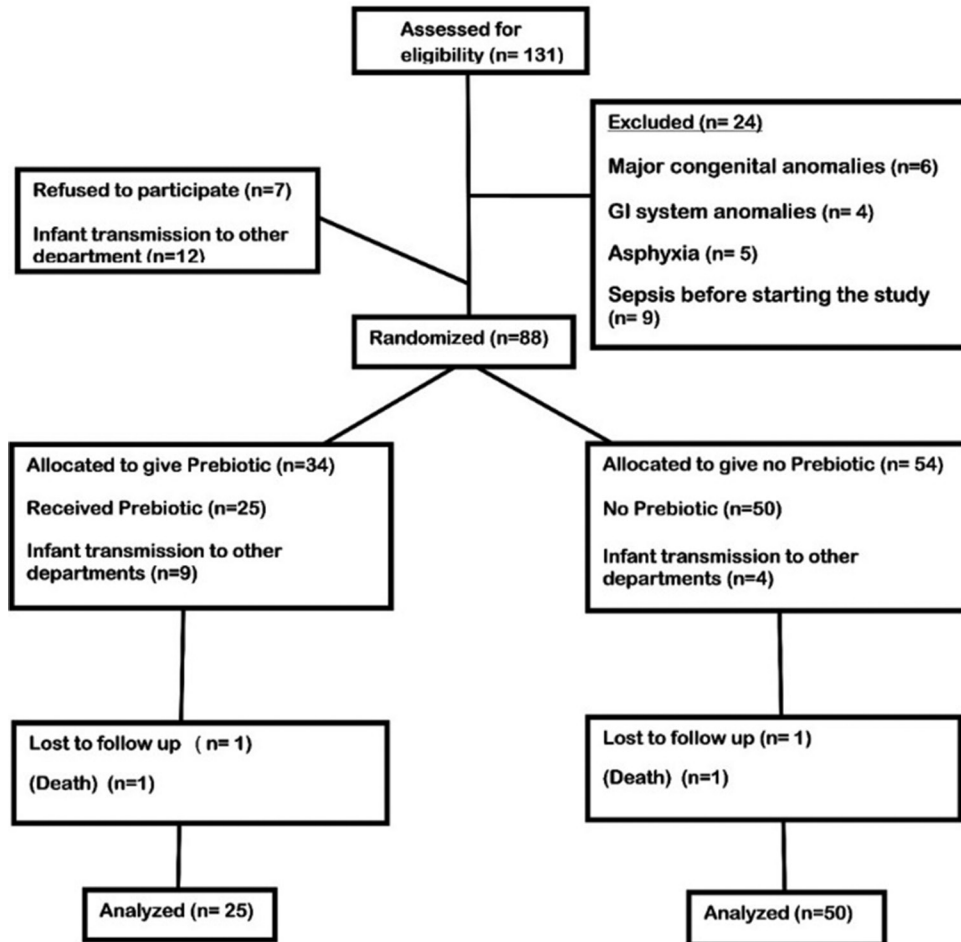 Assessed for
eligibility (n= 131)
Excluded (n= 24)
Major congenital anomalies (n=6)
GI system anomalies (n= 4)
Asphyxia (n= 5)
Sepsis before starting the study
(n= 9)
Refused to participate (n=7)
Infant transmission to other
department (n=12)
Randomized (n=88)
Allocated to give Prebiotic (n=34)
Received Prebiotic (n=25)
Infant transmission to other
departments (n=9)
Allocated to give no Prebiotic (n= 54)
No Prebiotic (n=50)
Infant transmission to other
departments (n=4)
Lost to follow up ( n= 1)
(Death) (n=1)
Lost to follow up (n= 1)
(Death) (n=1)
Analyzed (n= 25)
Analyzed (n=50)